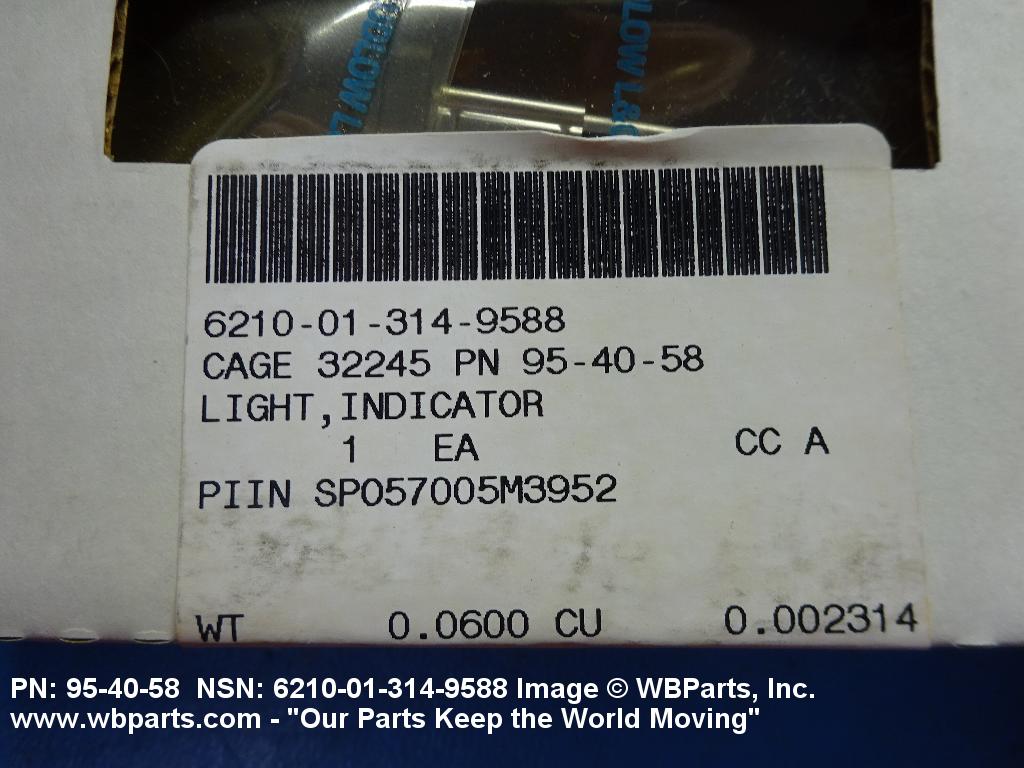 LOW L
LOW L&
6210-01-314-9588
CAGE 32245 PN 95-40-58
LIGHT,INDICATOR
1 EA CC A
PIIN SP057005M3952
WT 0.0600 CU 0.002314
PN: 95-40-58 NSN: 6210-01-314-9588 Image © WBParts, Inc.
www.wbparts.com - "Our Parts Keep the World Moving"